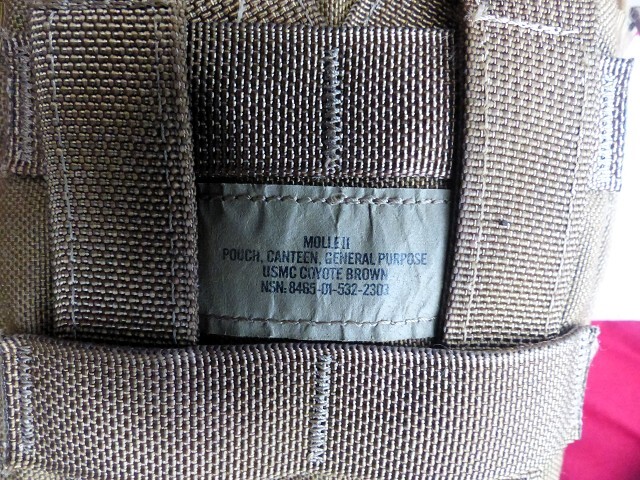 MOLLE II
POUCH, CANTEEN, GENERAL PURPOSE
USMC COYOTE BROWN
NSN: 8465-01-532-2303